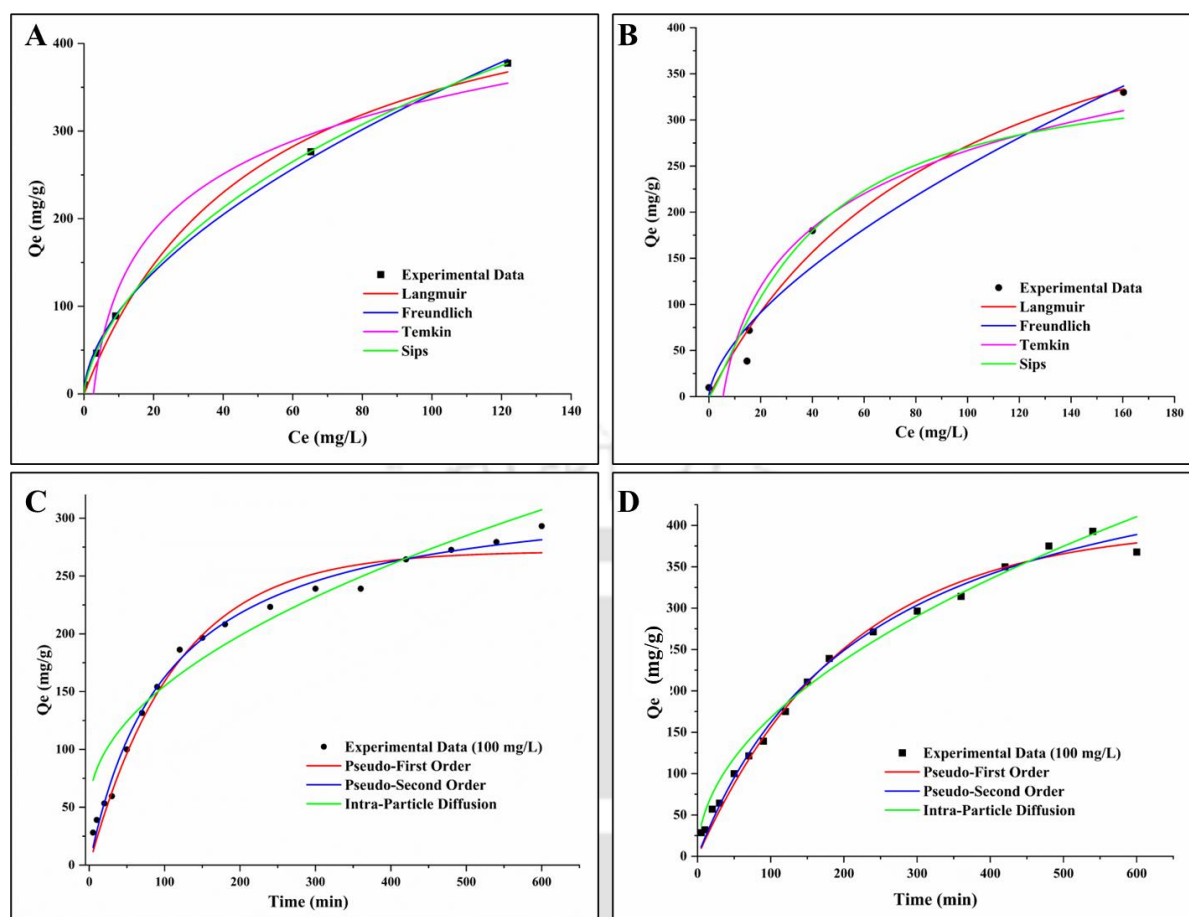 A
400
300
200
100
0
Qe (mg/g)
Experimental Data
Langmuir
Freundlich
Temkin
Sips
0 20 40 60 80 100 120 140
Ce (mg/L)
B
400
350
300
250
200
150
100
50
0
Qe (mg/g)
Experimental Data
Langmuir
Freundlich
Temkin
Sips
0 20 40 60 80 100 120 140 160 180
Ce (mg/L)
C
300
250
200
150
100
50
0
Qe (mg/g)
Experimental Data (100 mg/L)
Pseudo-First Order
Pseudo-Second Order
Intra-Particle Diffusion
0 100 200 300 400 500 600
Time (min)
D
400
350
300
250
200
150
100
50
0
Qe (mg/g)
Experimental Data (100 mg/L)
Pseudo-First Order
Pseudo-Second Order
Intra-Particle Diffusion
0 100 200 300 400 500 600
Time (min)